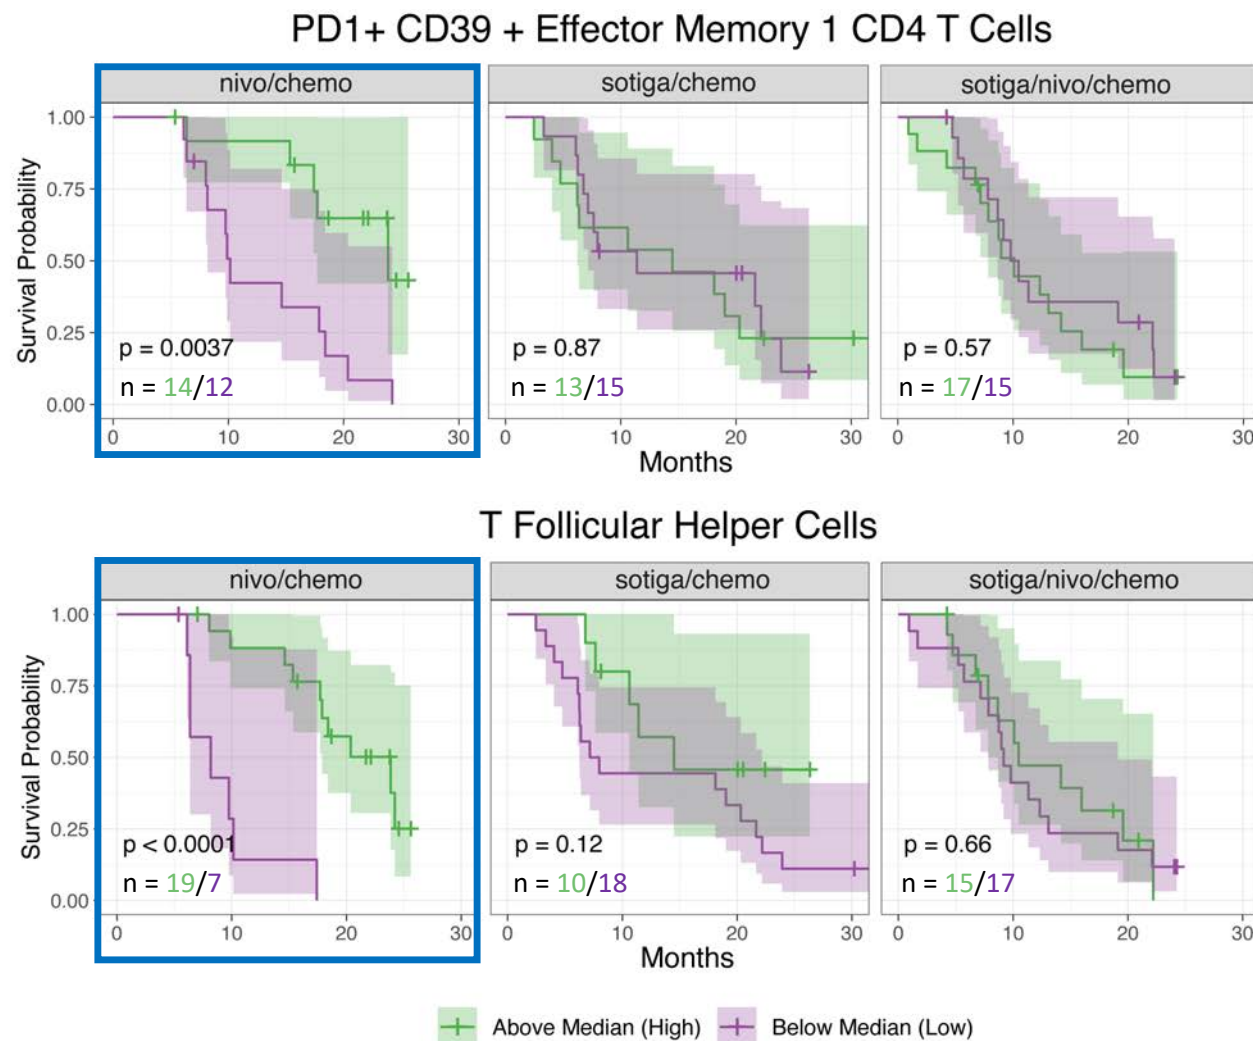 PD1+ CD39 + Effector Memory 1 CD4 T Cells
nivo/chemo
sotiga/chemo
sotiga/nivo/chemo
Survival Probability
1.00
0.75
0.50
0.25
0.00
p = 0.0037
n = 14/12
p = 0.87
n = 13/15
p = 0.57
n = 17/15
0 10 20 30
0 10 20 30
0 10 20 30
Months
T Follicular Helper Cells
nivo/chemo
sotiga/chemo
sotiga/nivo/chemo
Survival Probability
1.00
0.75
0.50
0.25
0.00
p < 0.0001
n = 19/7
p = 0.12
n = 10/18
p = 0.66
n = 15/17
0 10 20 30
0 10 20 30
0 10 20 30
Months
Above Median (High)
Below Median (Low)